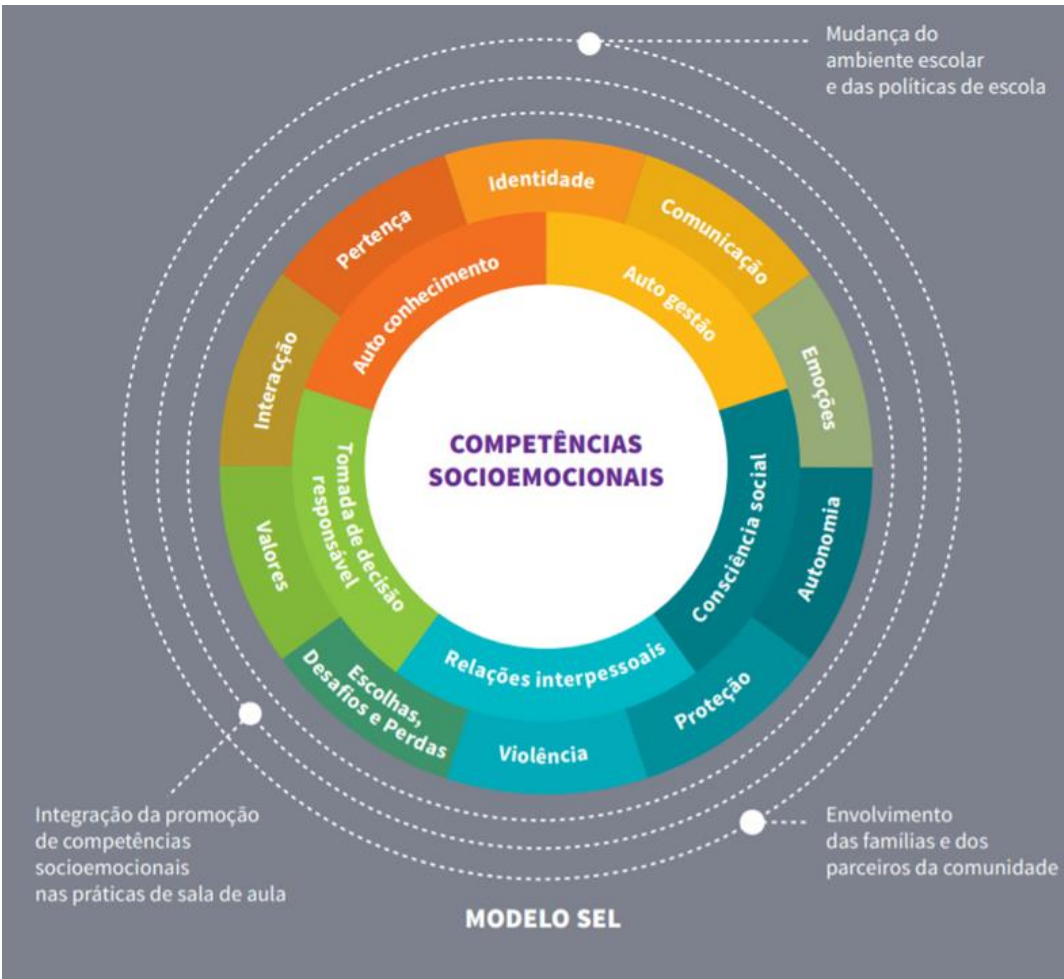 Mudança do
ambiente escolar
e das políticas de escola
Identidade
Comunicação
Pertença
Auto conhecimento
Auto gestão
Interacção
Emoções
COMPETÊNCIAS
SOCIOEMOCIONAIS
Tomada de decisão
responsável
Consciência social
Valores
Autonomia
Relações interpessoais
Escolhas,
Desafios e Perdas
Proteção
Violência
Integração da promoção
de competências
socioemocionais
nas práticas de sala de aula
Envolvimento
das famílias e dos
parceiros da comunidade
MODELO SEL